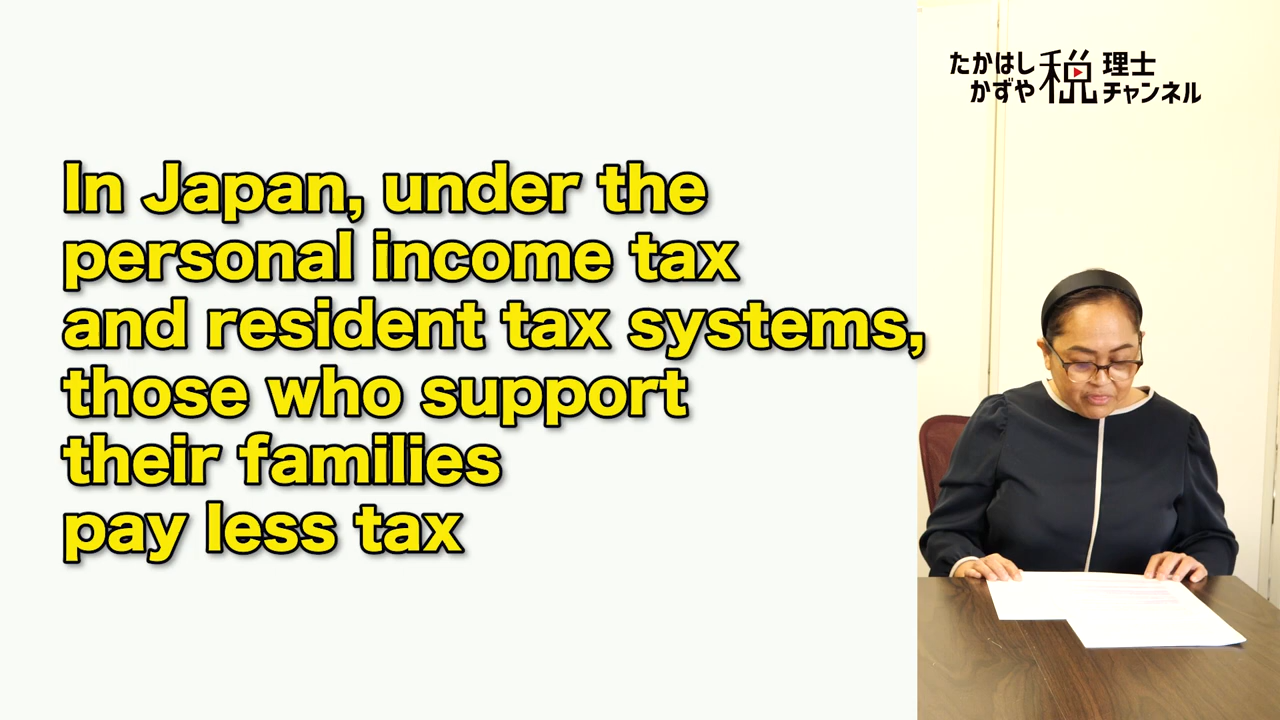 In Japan, under the
personal income tax
and resident tax systems,
those who support
their families
pay less tax
たかはし
かずや
税
理士
チャンネル